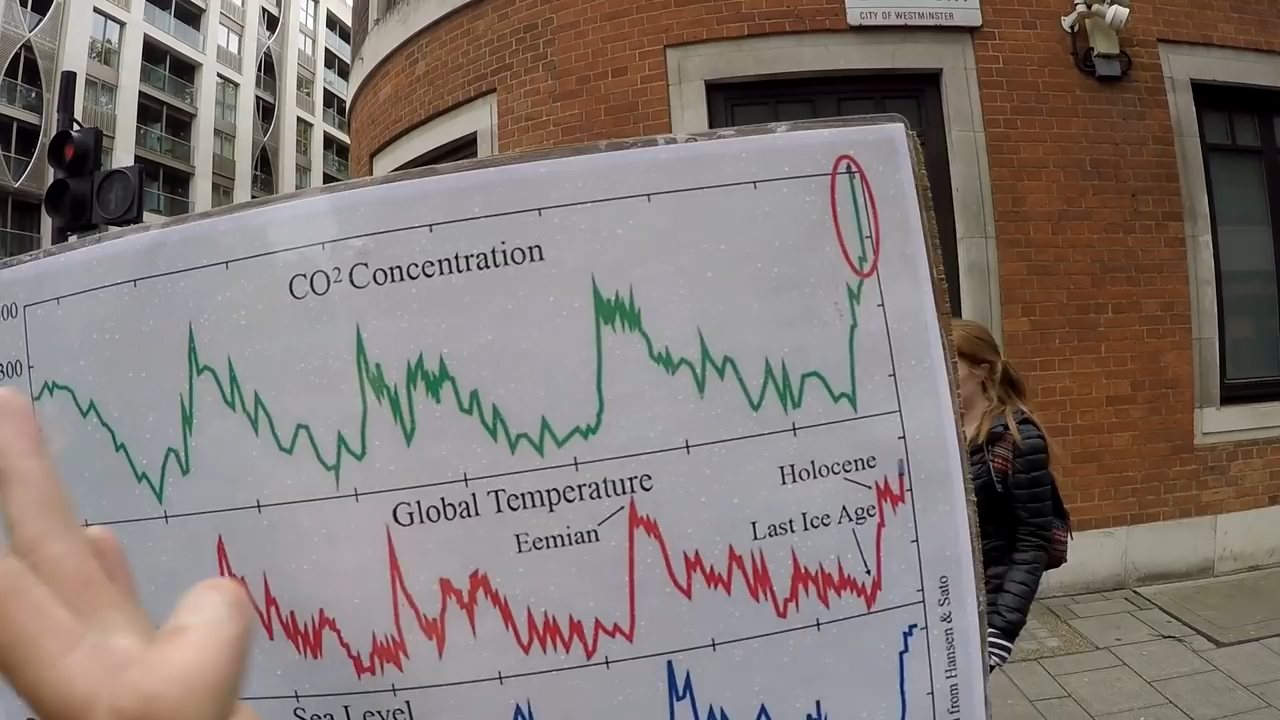 CITY OF WESTMINSTER
CO² Concentration
300
Global Temperature
Holocene
Eemian
Last Ice Age
Sea Level
from Hansen & Sato